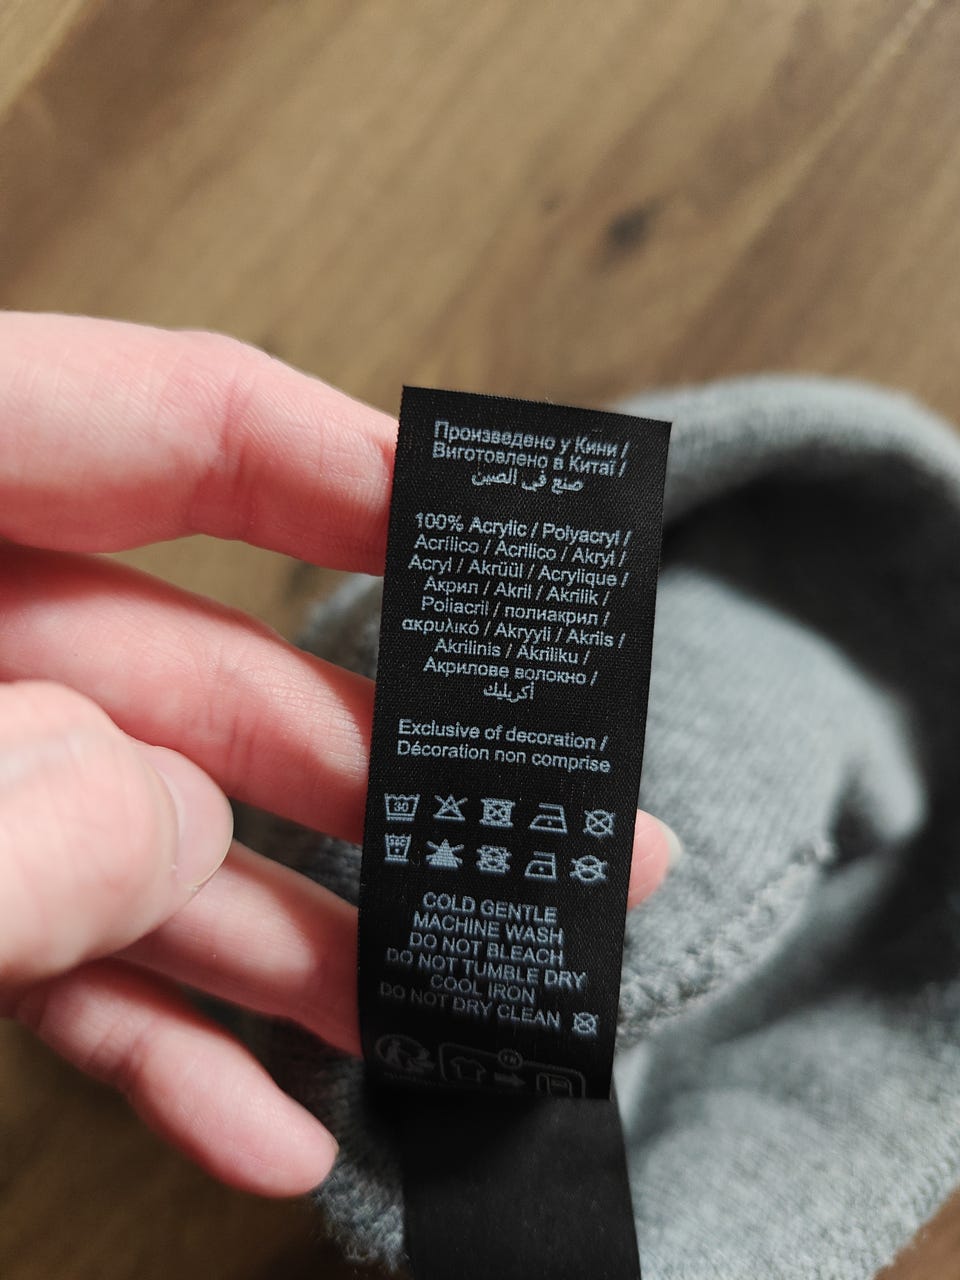 Произведено у Кини /
Виготовлено в Китаї /
صنع في الصين
100% Acrylic / Polyacryl /
Acrílico / Acrilico / Akryl /
Acryl / Akrüül / Acrylique /
Акрил / Akril / Akrilik /
Poliacril / полиакрил /
ακρυλικό / Akryyli / Akrils /
Akrilinis / Akriliku /
Акрилове волокно /
أكريليك
Exclusive of decoration /
Décoration non comprise
30
COLD GENTLE
MACHINE WASH
DO NOT BLEACH
DO NOT TUMBLE DRY
COOL IRON
DO NOT DRY CLEAN
FR